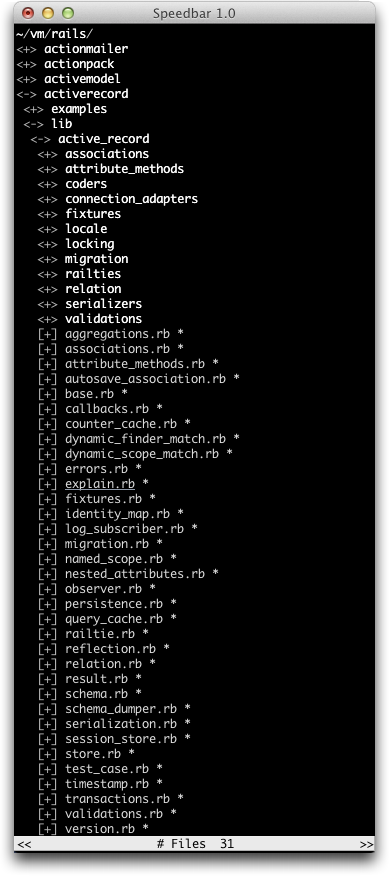 Speedbar 1.0
~/vm/rails/
<+> actionmailer
<+> actionpack
<+> activemodel
<-> activerecord
<+> examples
<-> lib
<-> active_record
<+> associations
<+> attribute_methods
<+> coders
<+> connection_adapters
<+> fixtures
<+> locale
<+> locking
<+> migration
<+> railties
<+> relation
<+> serializers
<+> validations
[+] aggregations.rb *
[+] associations.rb *
[+] attribute_methods.rb *
[+] autosave_association.rb *
[+] base.rb *
[+] callbacks.rb *
[+] counter_cache.rb *
[+] dynamic_finder_match.rb *
[+] dynamic_scope_match.rb *
[+] errors.rb *
[+] explain.rb *
[+] fixtures.rb *
[+] identity_map.rb *
[+] log_subscriber.rb *
[+] migration.rb *
[+] named_scope.rb *
[+] nested_attributes.rb *
[+] observer.rb *
[+] persistence.rb *
[+] query_cache.rb *
[+] railtie.rb *
[+] reflection.rb *
[+] relation.rb *
[+] result.rb *
[+] schema.rb *
[+] schema_dumper.rb *
[+] serialization.rb *
[+] session_store.rb *
[+] store.rb *
[+] test_case.rb *
[+] timestamp.rb *
[+] transactions.rb *
[+] validations.rb *
[+] version.rb *
<< # Files 31 >>